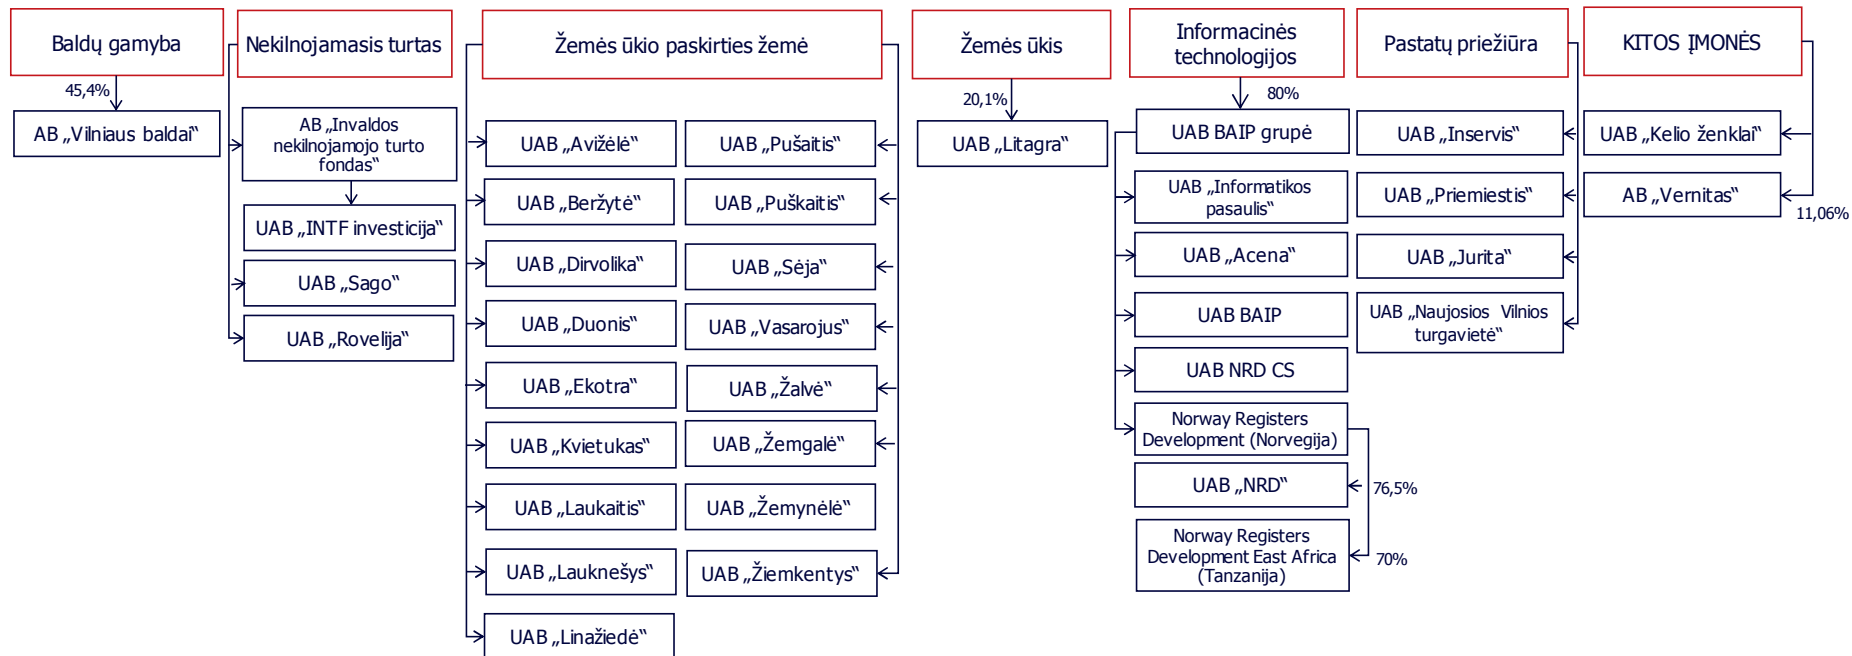 Baldų gamyba
45,4%
AB „Vilniaus baldai“
Nekilnojamasis turtas
AB „Invaldos
nekilnojamojo turto
fondas“
UAB „INTF investicija“
UAB „Sago“
UAB „Rovelija“
Žemės ūkio paskirties žemė
UAB „Avižėlė“
UAB „Beržytė“
UAB „Dirvolika“
UAB „Duonis“
UAB „Ekotra“
UAB „Kvietukas“
UAB „Laukaitis“
UAB „Lauknešys“
UAB „Linažiedė“
UAB „Pušaitis“
UAB „Puškaitis“
UAB „Sėja“
UAB „Vasarojus“
UAB „Žalvė“
UAB „Žemgalė“
UAB „Žemynėlė“
UAB „Žiemkentys“
Žemės ūkis
20,1%
UAB „Litagra“
Informacinės
technologijos
80%
UAB BAIP grupė
UAB „Informatikos
pasaulis“
UAB „Acena“
UAB BAIP
UAB NRD CS
Norway Registers
Development (Norvegija)
UAB „NRD“
76,5%
Norway Registers
Development East Africa
(Tanzanija)
70%
Pastatų priežiūra
UAB „Inservis“
UAB „Priemiestis“
UAB „Jurita“
UAB „Naujosios Vilnios
turgavietė“
KITOS ĮMONĖS
UAB „Kelio ženklai“
AB „Vernitas“
11,06%